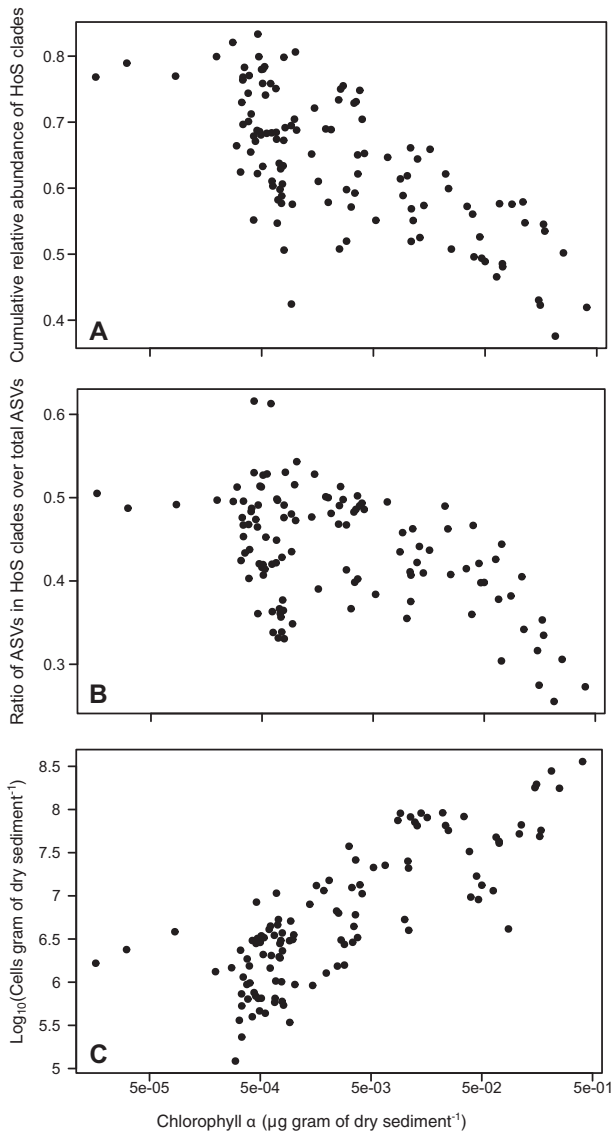 Cumulative relative abundance of HoS clades
0.8
0.7
0.6
0.5
0.4
A
Ratio of ASVs in HoS clades over total ASVs
0.6
0.5
0.4
0.3
B
Log10(Cells gram of dry sediment-1)
8.5
8
7.5
7
6.5
6
5.5
5
C
5e-05
5e-04
5e-03
5e-02
5e-01
Chlorophyll α (µg gram of dry sediment-1)